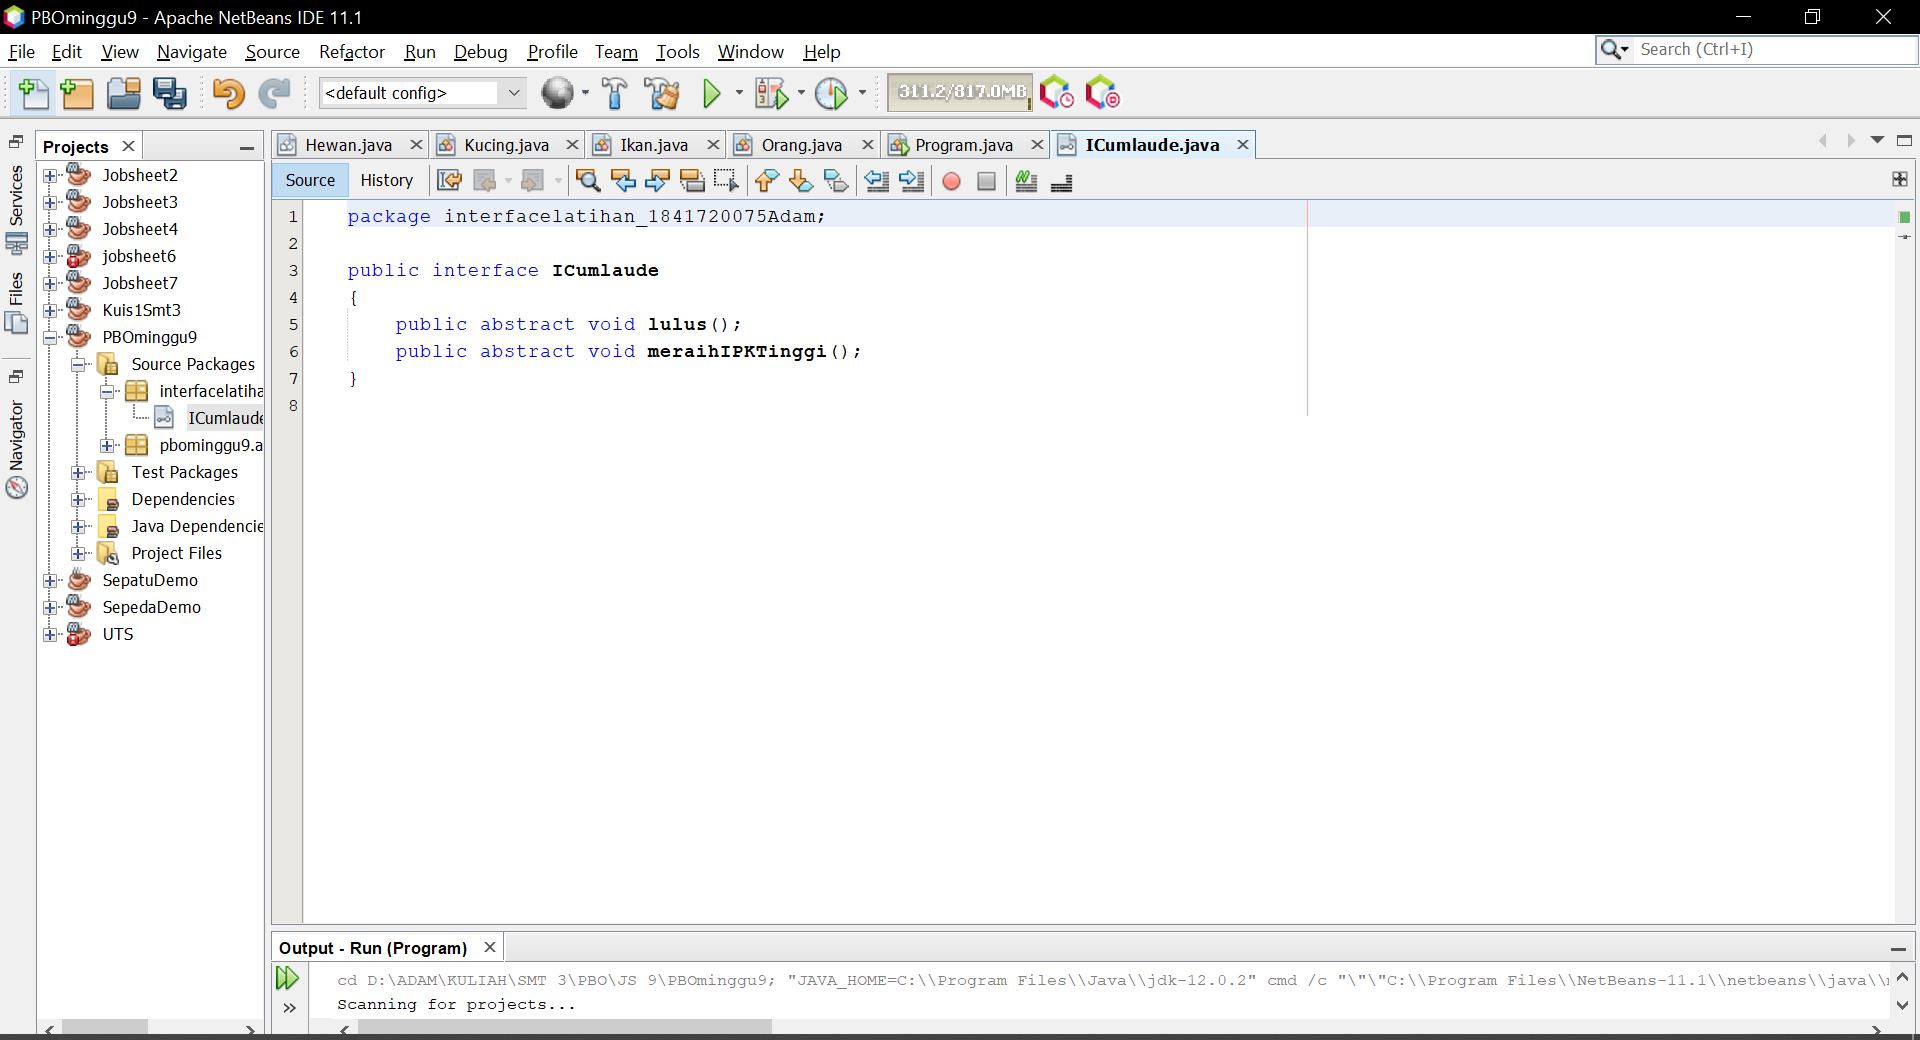 PBOminggu9 - Apache NetBeans IDE 11.1
File Edit View Navigate Source Refactor Run Debug Profile Team Tools Window Help
Search (Ctrl+I)
<default config>
311.2/817.0MB
Services
Files
Navigator
Projects
Jobsheet2
Jobsheet3
Jobsheet4
jobsheet6
Jobsheet7
Kuis1Smt3
PBOminggu9
Source Packages
interfacelatiha
ICumlaude
pbominggu9.a
Test Packages
Dependencies
Java Dependencie
Project Files
SepatuDemo
SepedaDemo
UTS
Hewan.java Kucing.java Ikan.java Orang.java Program.java ICumlaude.java
Source History
1 package interfacelatihan_1841720075Adam;
2
3 public interface ICumlaude
4 {
5 public abstract void lulus();
6 public abstract void meraihIPKTinggi();
7 }
8
Output - Run (Program)
cd D:\ADAM\KULIAH\SMT 3\PBO\JS 9\PBOminggu9; "JAVA_HOME=C:\\Program Files\\Java\\jdk-12.0.2" cmd /c "\"\"C:\\Program Files\\NetBeans-11.1\\netbeans\\java\\
Scanning for projects...